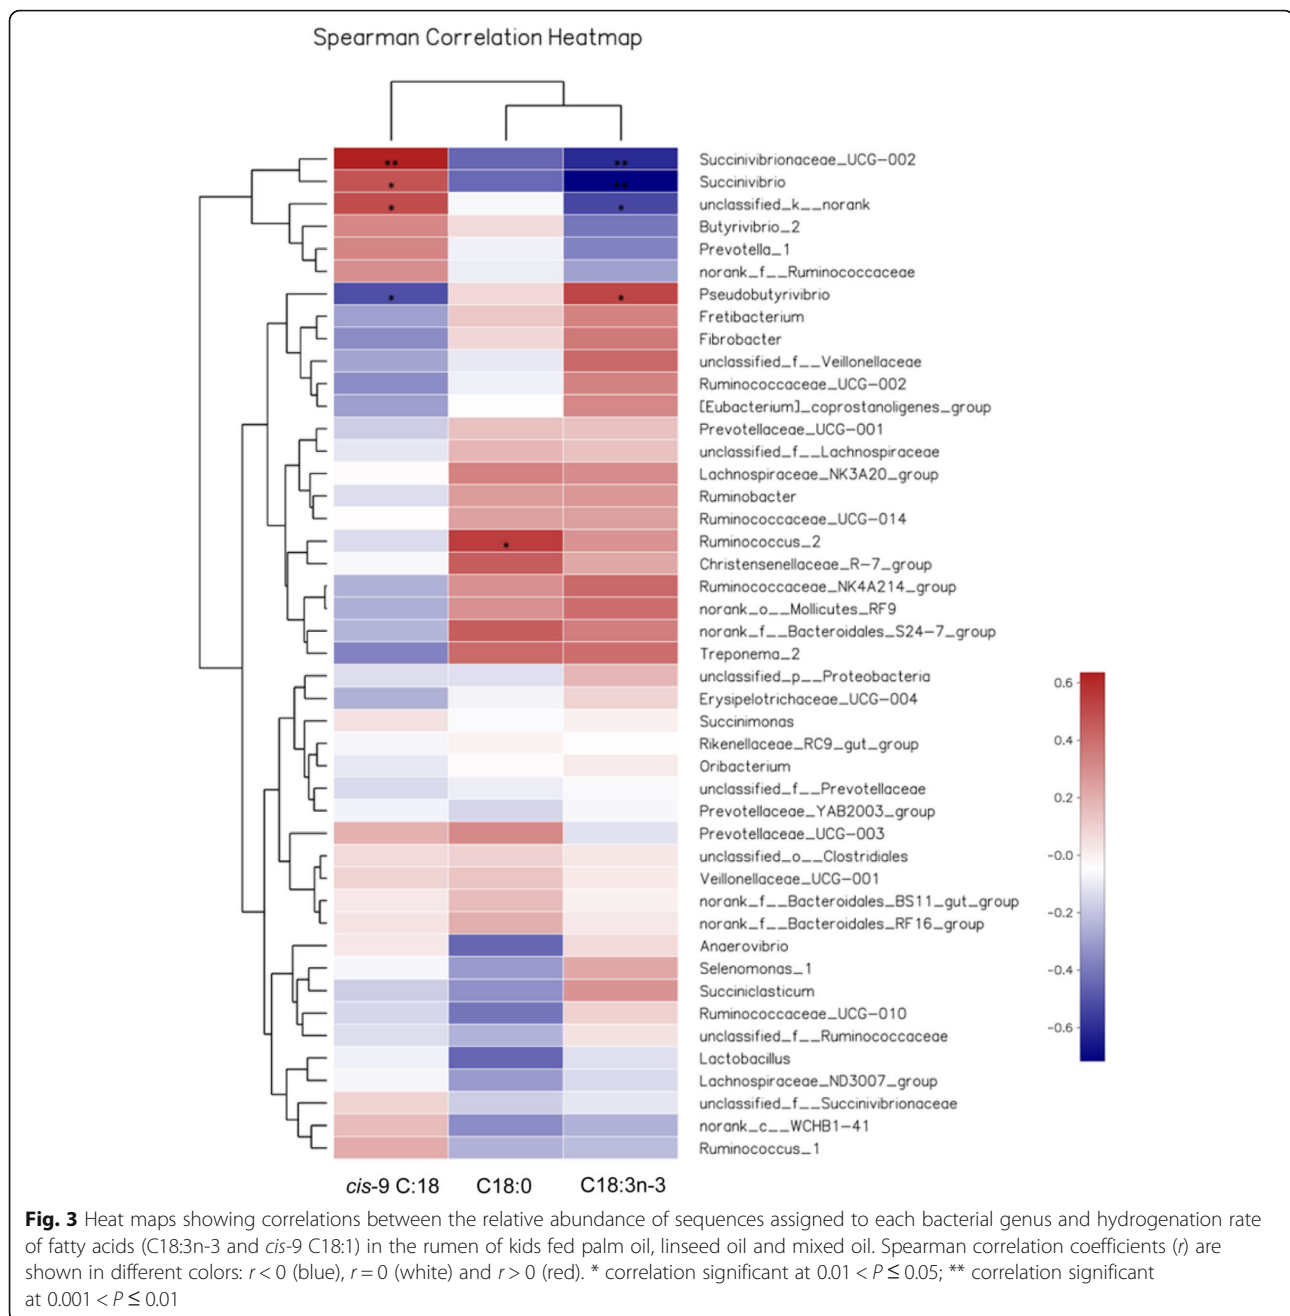 Spearman Correlation Heatmap
** ** Succinivibrionaceae_UCG-002
* ** Succinivibrio
* * unclassified_k__norank
Butyrivibrio_2
Prevotella_1
norank_f__Ruminococcaceae
* * Pseudobutyrivibrio
Fretibacterium
Fibrobacter
unclassified_f__Veillonellaceae
Ruminococcaceae_UCG-002
[Eubacterium]_coprostanoligenes_group
Prevotellaceae_UCG-001
unclassified_f__Lachnospiraceae
Lachnospiraceae_NK3A20_group
Ruminobacter
Ruminococcaceae_UCG-014
* Ruminococcus_2
Christensenellaceae_R-7_group
Ruminococcaceae_NK4A214_group
norank_o__Mollicutes_RF9
norank_f__Bacteroidales_S24-7_group
Treponema_2
unclassified_p__Proteobacteria
Erysipelotrichaceae_UCG-004
Succinimonas
Rikenellaceae_RC9_gut_group
Oribacterium
unclassified_f__Prevotellaceae
Prevotellaceae_YAB2003_group
Prevotellaceae_UCG-003
unclassified_o__Clostridiales
Veillonellaceae_UCG-001
norank_f__Bacteroidales_BS11_gut_group
norank_f__Bacteroidales_RF16_group
Anaerovibrio
Selenomonas_1
Succiniclasticum
Ruminococcaceae_UCG-010
unclassified_f__Ruminococcaceae
Lactobacillus
Lachnospiraceae_ND3007_group
unclassified_f__Succinivibrionaceae
norank_c__WCHB1-41
Ruminococcus_1
0.6
0.4
0.2
-0.0
-0.2
-0.4
-0.6
cis-9 C:18 C18:0 C18:3n-3
Fig. 3 Heat maps showing correlations between the relative abundance of sequences assigned to each bacterial genus and hydrogenation rate
of fatty acids (C18:3n-3 and cis-9 C18:1) in the rumen of kids fed palm oil, linseed oil and mixed oil. Spearman correlation coefficients (r) are
shown in different colors: r < 0 (blue), r = 0 (white) and r > 0 (red). * correlation significant at 0.01 < P ≤ 0.05; ** correlation significant
at 0.001 < P ≤ 0.01